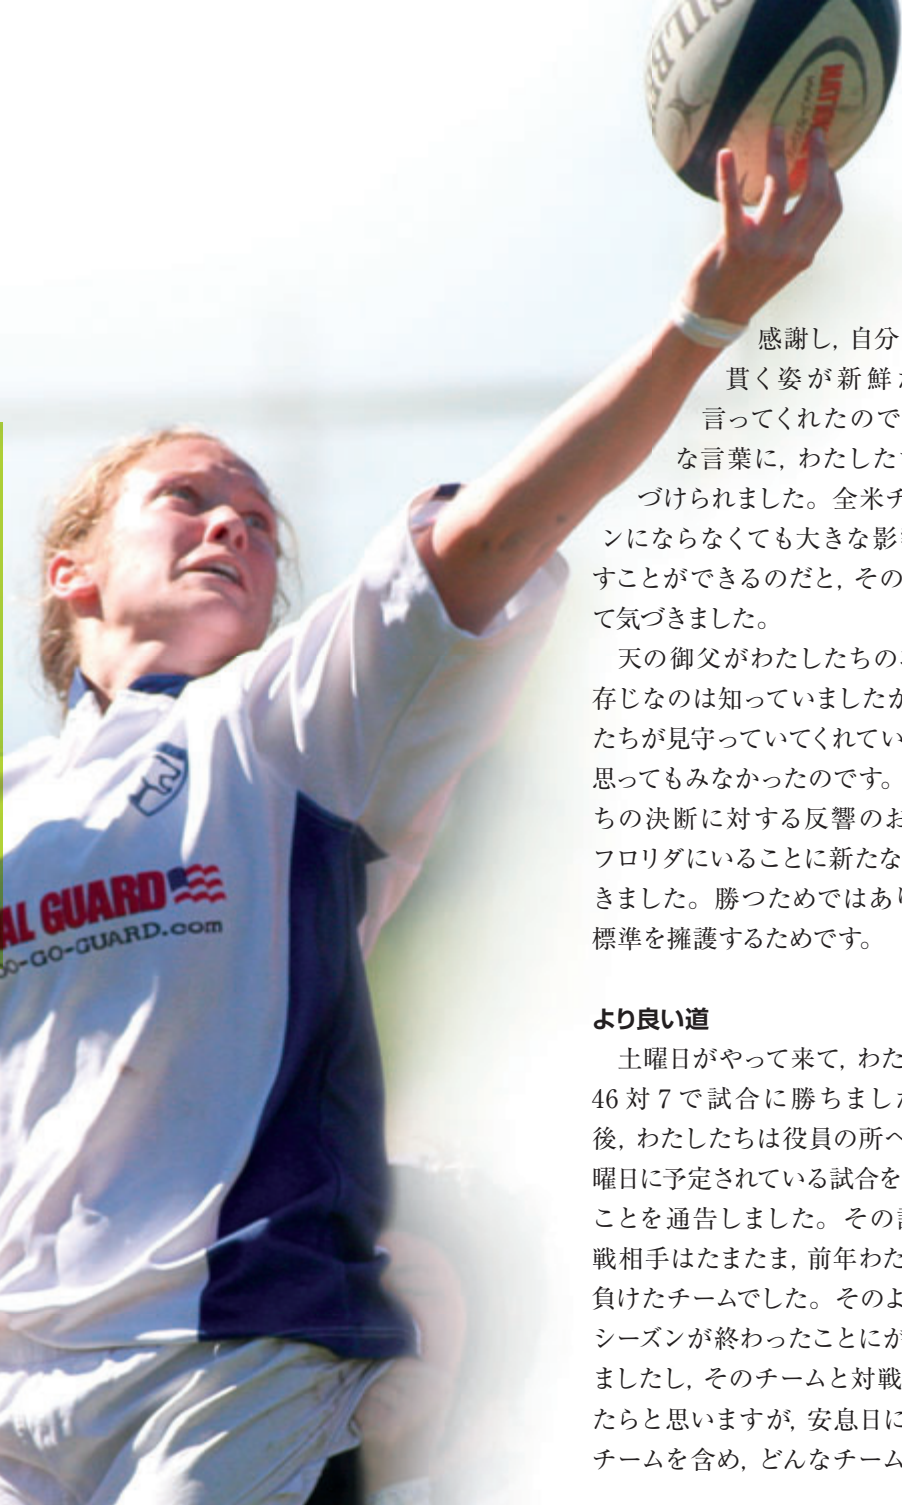 SILB
感謝し, 自分
貫く姿が新鮮
言ってくれたので
な言葉に, わたした
づけられました。全米チ
ンにならなくても大きな影
すことができるのだと, その
て気づきました。
天の御父がわたしたちの
存じなのは知っていましたが
たちが見守っていてくれてい
思ってもみなかったのです。
ちの決断に対する反響のお
フロリダにいることに新たな
きました。勝つためではあり
標準を擁護するためです。
より良い道
土曜日がやって来て, わた
46対7で試合に勝ちました
後, わたしたちは役員の所へ
曜日に予定されている試合を
ことを通告しました。その
戦相手はたまたま, 前年わた
負けたチームでした。そのよ
シーズンが終わったことにが
ましたし, そのチームと対戦
たらと思いますが, 安息日に
チームを含め, どんなチーム
AL GUARD
GO-GUARD.com